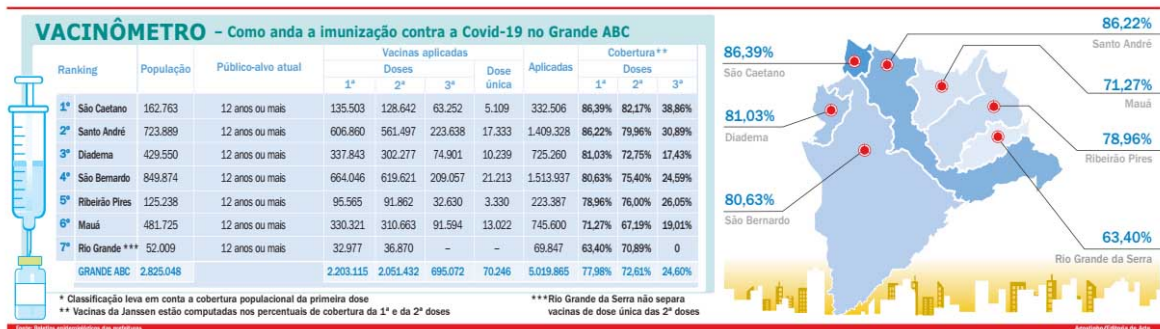 VACINÔMETRO – Como anda a imunização contra a Covid-19 no Grande ABC
Ranking População Público-alvo atual Vacinas aplicadas Aplicadas Cobertura**
Doses Dose única Doses
1ª 2ª 3ª 1ª 2ª 3ª
1º São Caetano 162.763 12 anos ou mais 135.503 128.642 63.252 5.109 332.506 86,39% 82,17% 38,86%
2º Santo André 723.889 12 anos ou mais 606.860 561.497 223.638 17.333 1.409.328 86,22% 79,96% 30,89%
3º Diadema 429.550 12 anos ou mais 337.843 302.277 74.901 10.239 725.260 81,03% 72,75% 17,43%
4º São Bernardo 849.874 12 anos ou mais 664.046 619.621 209.057 21.213 1.513.937 80,63% 75,40% 24,59%
5º Ribeirão Pires 125.238 12 anos ou mais 95.565 91.862 32.630 3.330 223.387 78,96% 76,00% 26,05%
6º Mauá 481.725 12 anos ou mais 330.321 310.663 91.594 13.022 745.600 71,27% 67,19% 19,01%
7º Rio Grande *** 52.009 12 anos ou mais 32.977 36.870 – – 69.847 63,40% 70,89% 0
GRANDE ABC 2.825.048 2.203.115 2.051.432 695.072 70.246 5.019.865 77,98% 72,61% 24,60%
* Classificação leva em conta a cobertura populacional da primeira dose
** Vacinas da Janssen estão computadas nos percentuais de cobertura da 1ª e da 2ª doses
***Rio Grande da Serra não separa
vacinas de dose única das 2ª doses
86,39%
São Caetano
81,03%
Diadema
80,63%
São Bernardo
86,22%
Santo André
71,27%
Mauá
78,96%
Ribeirão Pires
63,40%
Rio Grande da Serra
Fonte: Boletins epidemiológicos das prefeituras